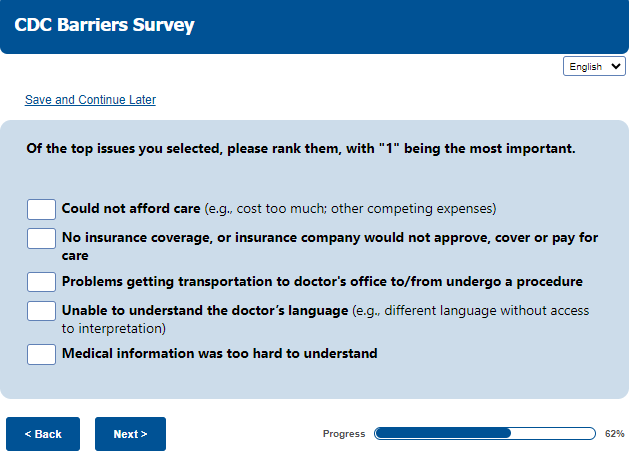 CDC Barriers Survey
English
Save and Continue Later
Of the top issues you selected, please rank them, with "1" being the most important.
Could not afford care (e.g., cost too much; other competing expenses)
No insurance coverage, or insurance company would not approve, cover or pay for
care
Problems getting transportation to doctor's office to/from undergo a procedure
Unable to understand the doctor’s language (e.g., different language without access
to interpretation)
Medical information was too hard to understand
< Back
Next >
Progress
62%